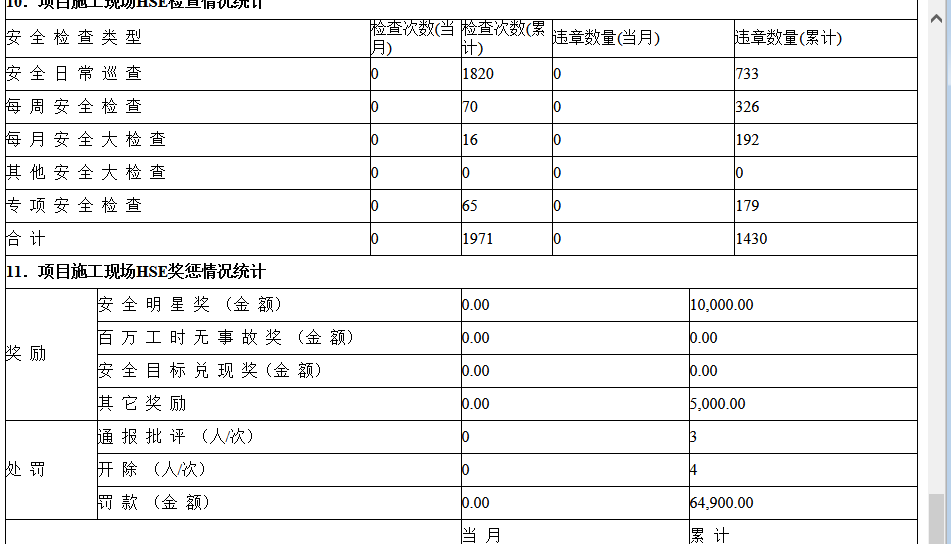 10．项目施工现场HSE检查情况统计
安 全 检 查 类 型 检查次数(当月) 检查次数(累计) 违章数量(当月) 违章数量(累计)
安 全 日 常 巡 查 0 1820 0 733
每 周 安 全 检 查 0 70 0 326
每 月 安 全 大 检 查 0 16 0 192
其 他 安 全 大 检 查 0 0 0 0
专 项 安 全 检 查 0 65 0 179
合 计 0 1971 0 1430
11．项目施工现场HSE奖惩情况统计
奖 励
安 全 明 星 奖 （金 额） 0.00 10,000.00
百 万 工 时 无 事 故 奖 （金 额） 0.00 0.00
安 全 目 标 兑 现 奖（金 额） 0.00 0.00
其 它 奖 励 0.00 5,000.00
处 罚
通 报 批 评 （人/次） 0 3
开 除 （人/次） 0 4
罚 款 （金 额） 0.00 64,900.00
当 月 累 计